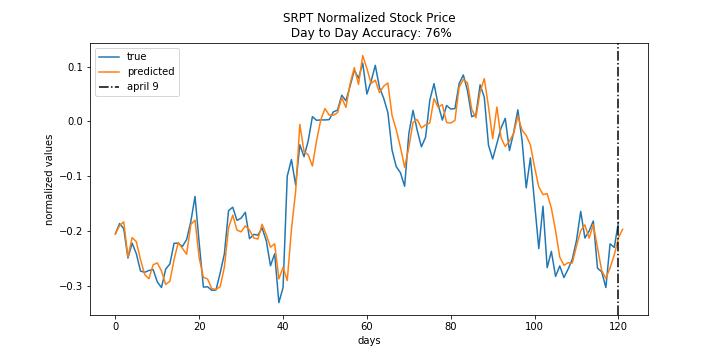 SRPT Normalized Stock Price
Day to Day Accuracy: 76%
true
predicted
april 9
normalized values
0.1
0.0
−0.1
−0.2
−0.3
0
20
40
60
80
100
120
days